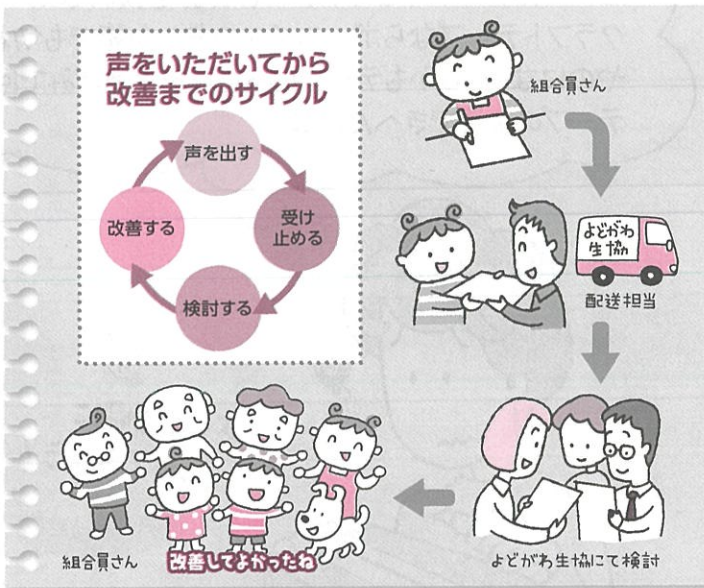 声をいただいてから
改善までのサイクル
声を出す
受け
止める
検討する
改善する
組合員さん
よどがわ
生協
配送担当
よどがわ生協にて検討
組合員さん
改善してよかったね